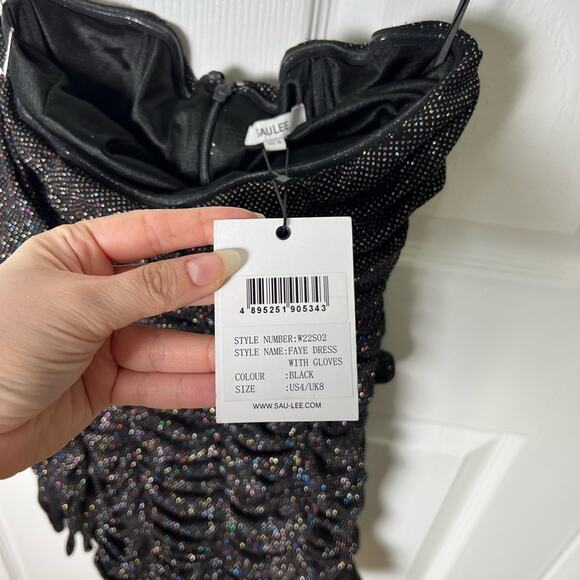 SAU LEE
4 895251 905343
STYLE NUMBER:W22S02
STYLE NAME:FAYE DRESS
WITH GLOVES
COLOUR :BLACK
SIZE :US4/UK8
WWW.SAU-LEE.COM